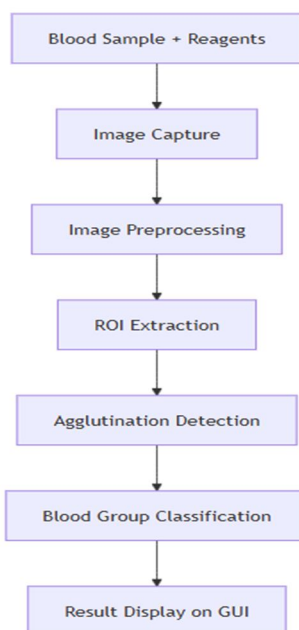 Blood Sample + Reagents
Image Capture
Image Preprocessing
ROI Extraction
Agglutination Detection
Blood Group Classification
Result Display on GUI